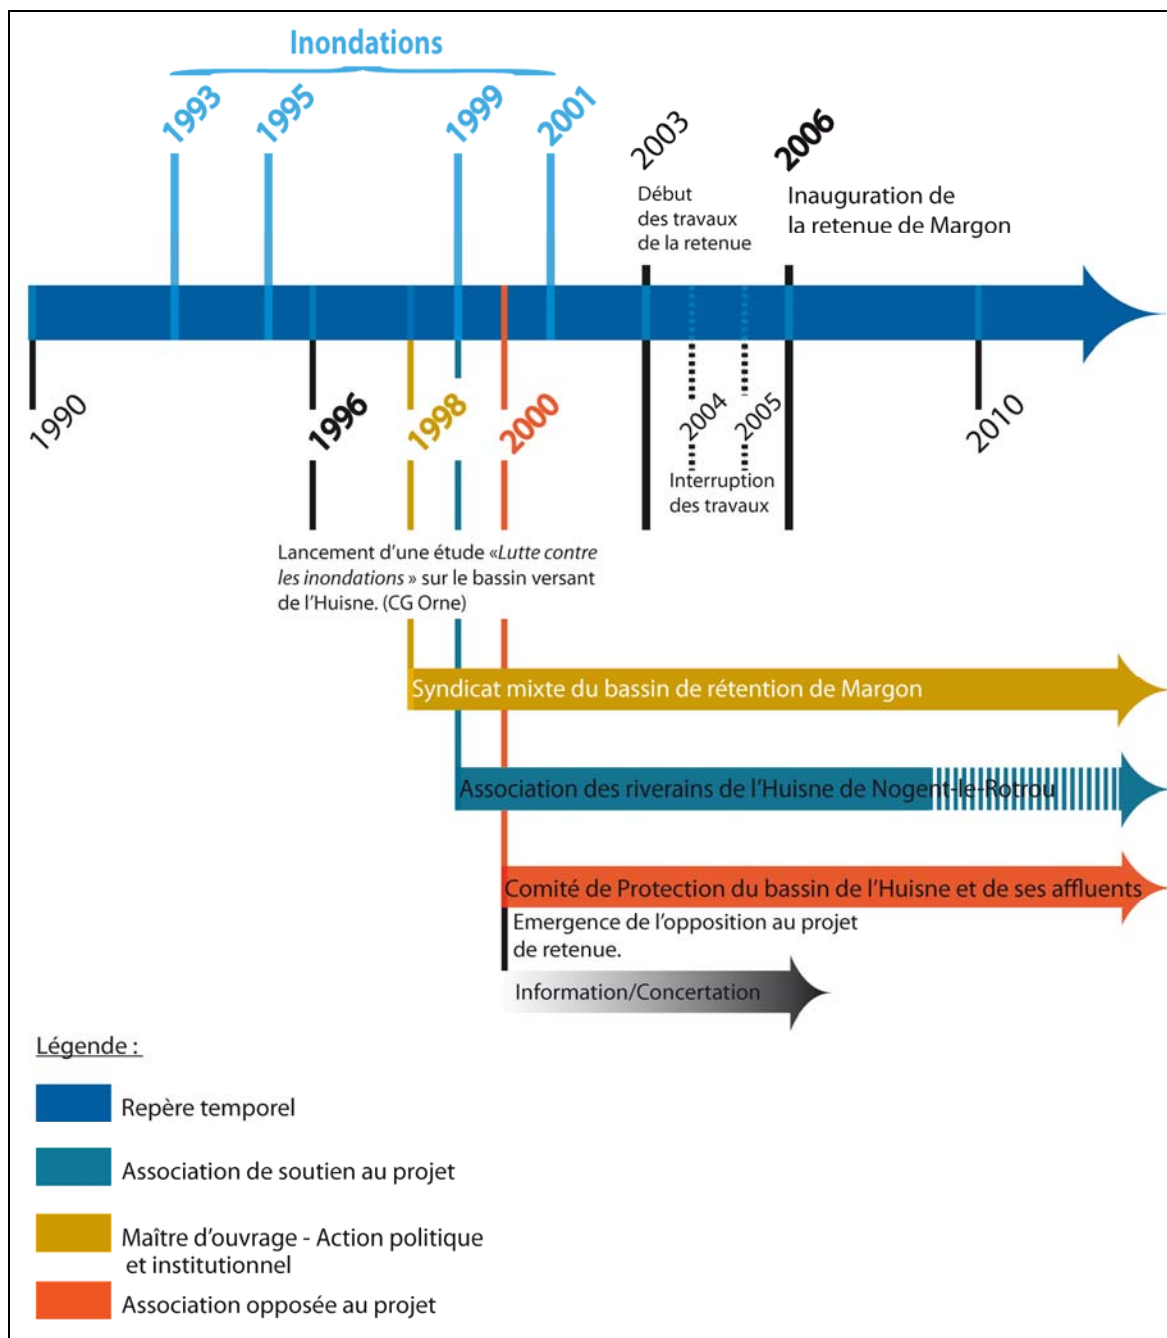 Inondations
1993
1995
1999
2001
2003
2006
Début
des travaux
de la retenue
Inauguration de
la retenue de Margon
1990
1996
1998
2000
2004
2005
2010
Interruption
des travaux
Lancement d'une étude «Lutte contre
les inondations » sur le bassin versant
de l'Huisne. (CG Orne)
Syndicat mixte du bassin de rétention de Margon
Association des riverains de l'Huisne de Nogent-le-Rotrou
Comité de Protection du bassin de l'Huisne et de ses affluents
Emergence de l'opposition au projet
de retenue.
Information/Concertation
Légende :
Repère temporel
Association de soutien au projet
Maître d'ouvrage - Action politique
et institutionnel
Association opposée au projet